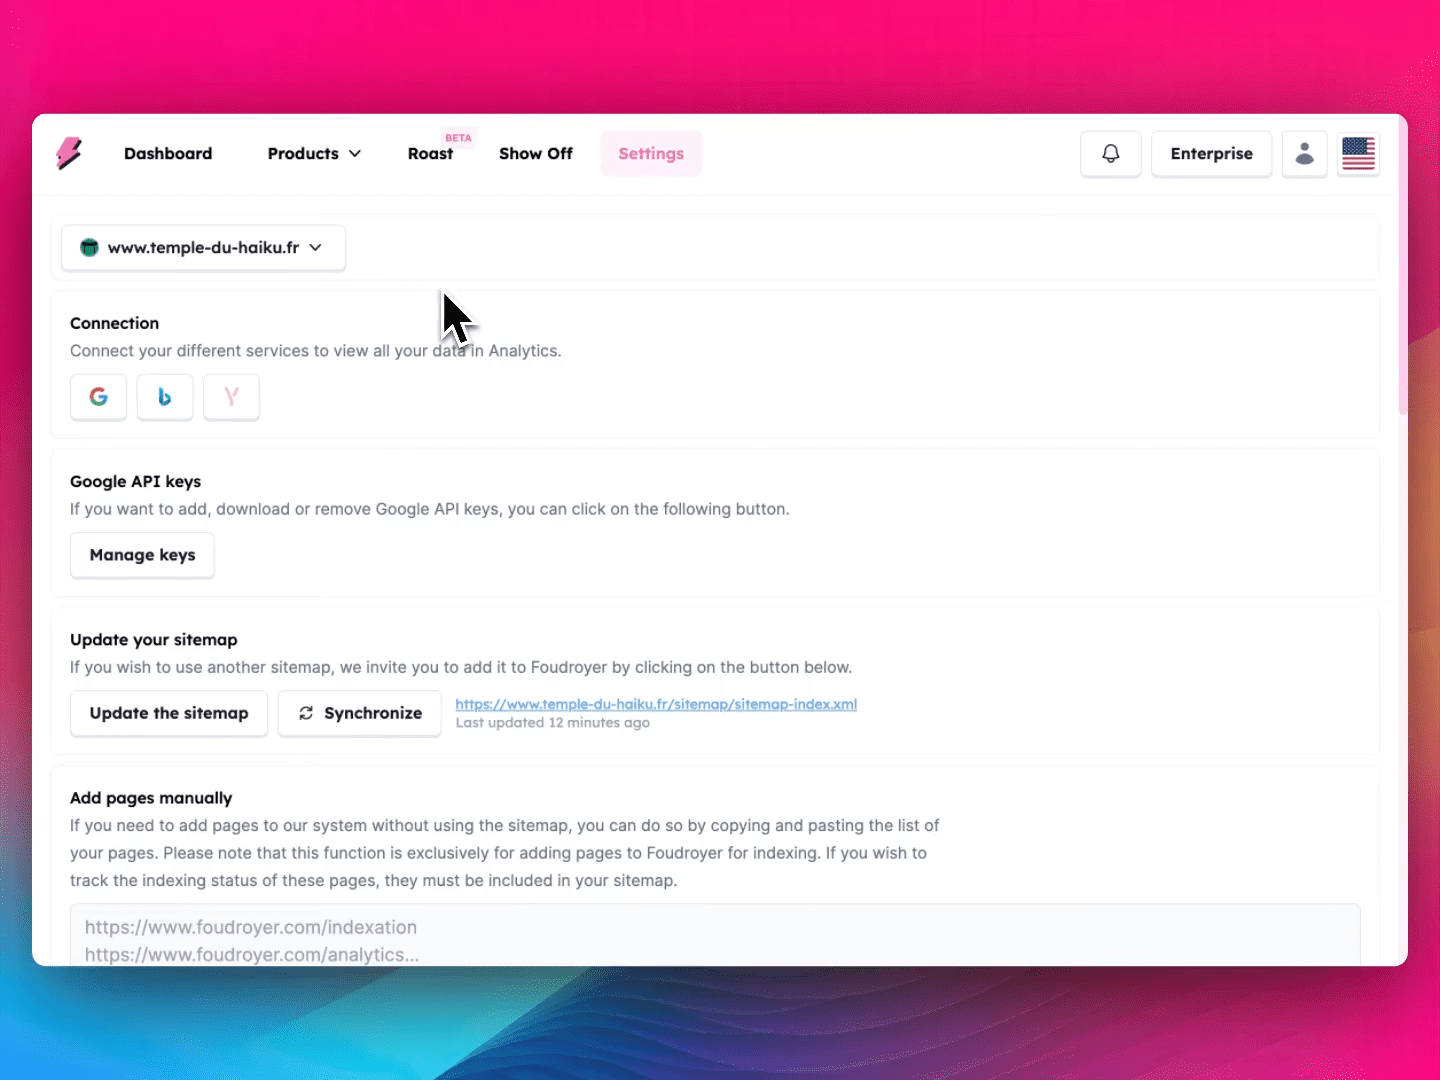 Dashboard
Products
Roast
BETA
Show Off
Settings
Enterprise
www.temple-du-haiku.fr
Connection
Connect your different services to view all your data in Analytics.
Google API keys
If you want to add, download or remove Google API keys, you can click on the following button.
Manage keys
Update your sitemap
If you wish to use another sitemap, we invite you to add it to Foudroyer by clicking on the button below.
Update the sitemap
Synchronize
https://www.temple-du-haiku.fr/sitemap/sitemap-index.xml
Last updated 12 minutes ago
Add pages manually
If you need to add pages to our system without using the sitemap, you can do so by copying and pasting the list of
your pages. Please note that this function is exclusively for adding pages to Foudroyer for indexing. If you wish to
track the indexing status of these pages, they must be included in your sitemap.
https://www.foudroyer.com/indexation
https://www.foudroyer.com/analytics...